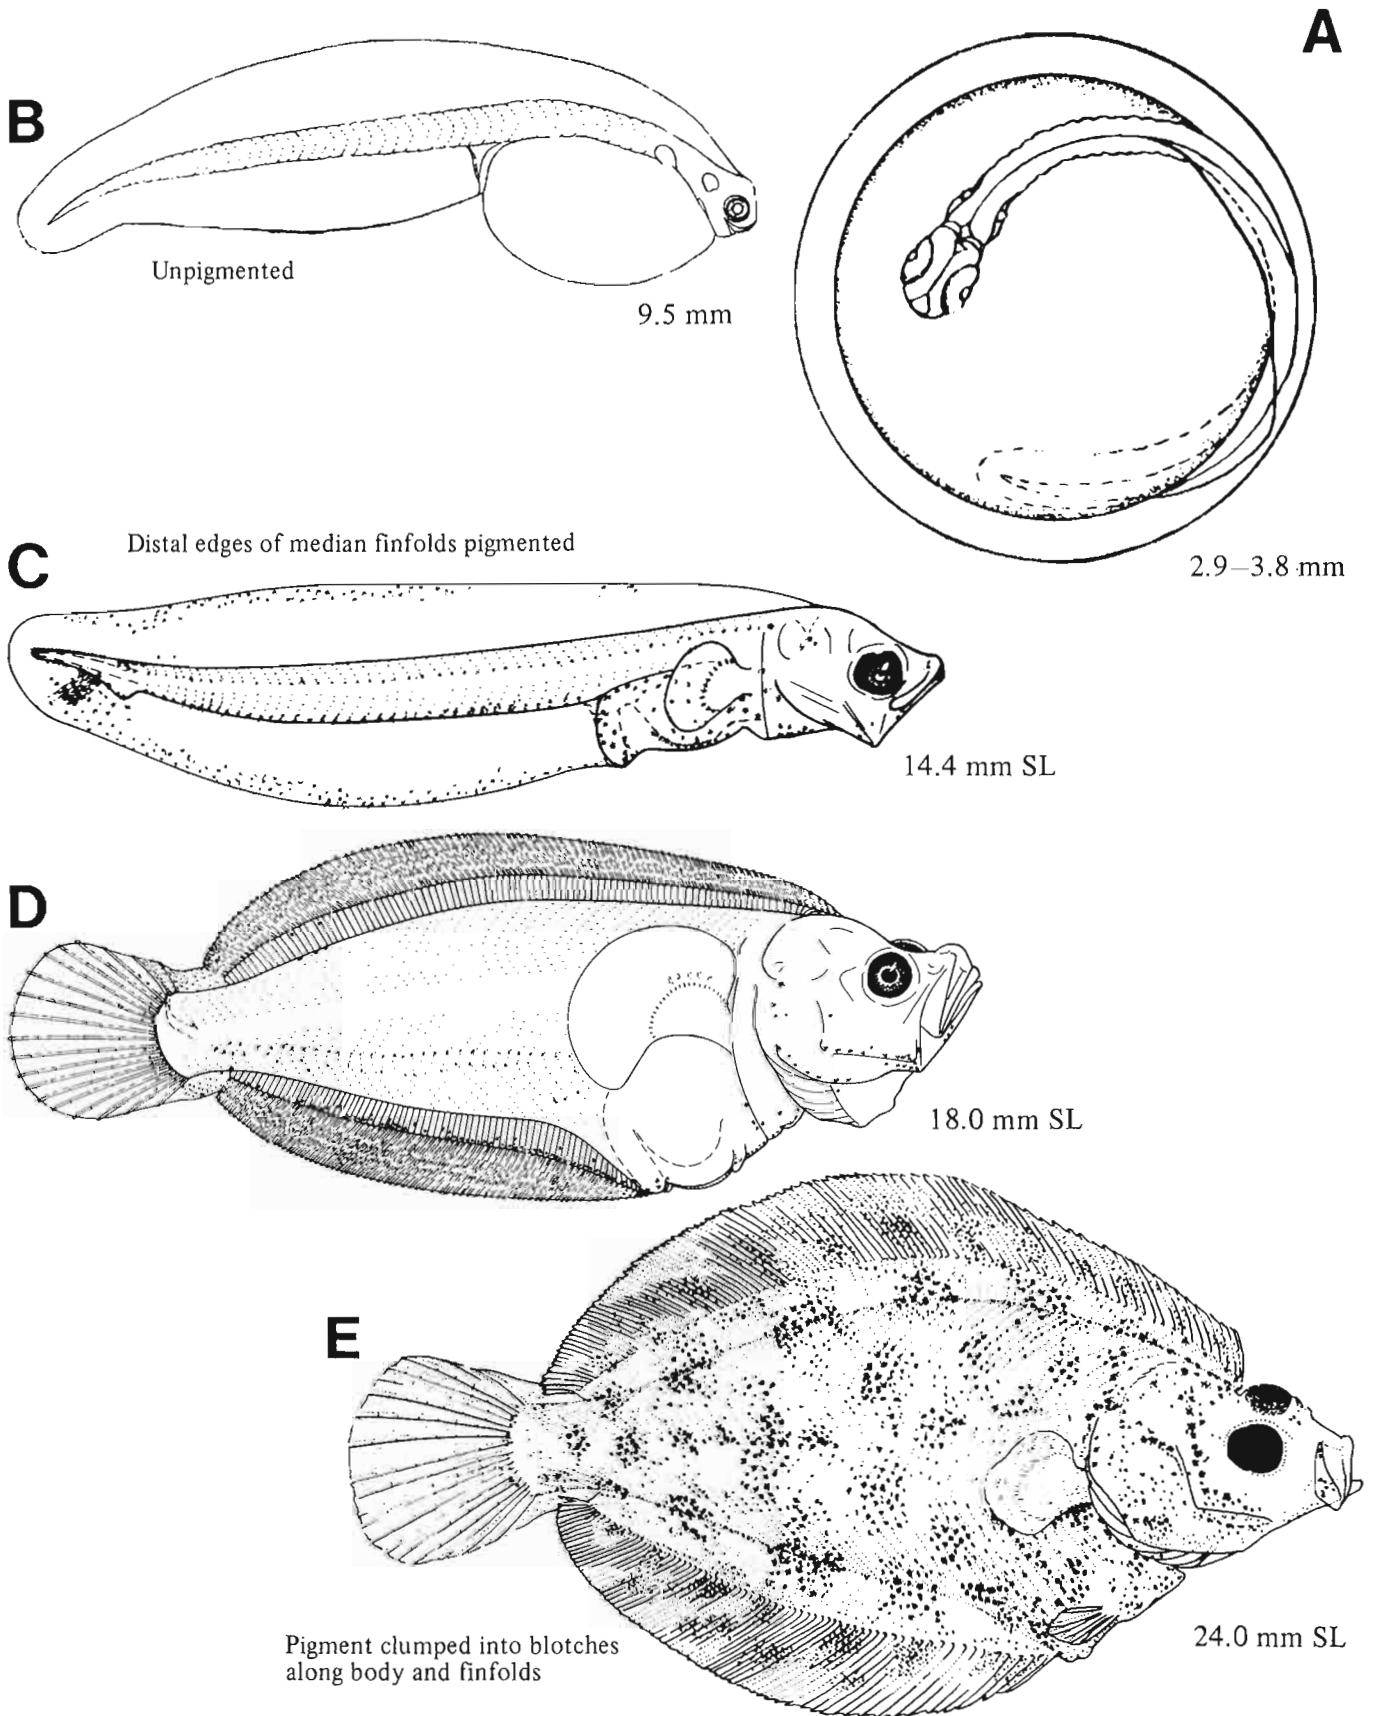 A
B
Unpigmented
9.5 mm
2.9–3.8 mm
Distal edges of median finfolds pigmented
C
14.4 mm SL
D
18.0 mm SL
E
Pigment clumped into blotches
along body and finfolds
24.0 mm SL